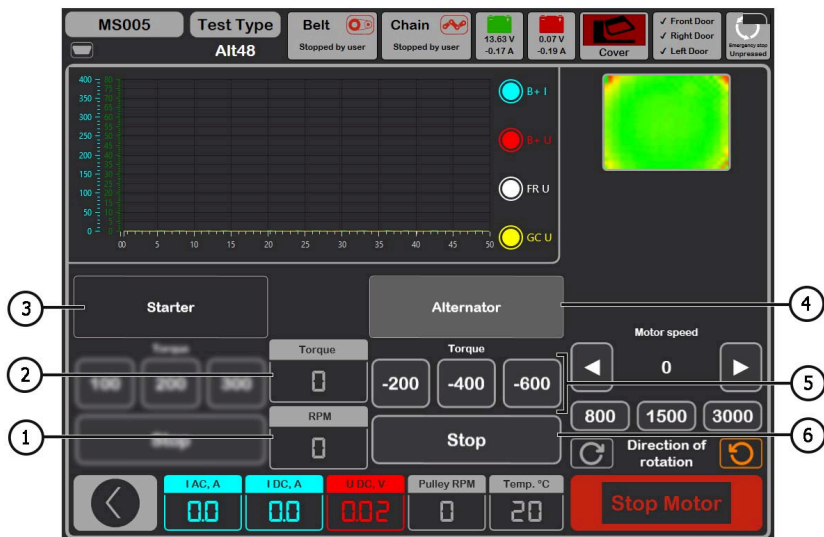 MS005
Test Type
Alt48
Belt
Stopped by user
Chain
Stopped by user
13.63 V
-0.17 A
0.07 V
-0.19 A
Cover
✓ Front Door
✓ Right Door
✓ Left Door
Emergency stop
Unpressed
400 80
350
300
250
200
150
100
50
0 0
00 5 10 15 20 25 30 35 40 45 50
B+ I
B+ U
FR U
GC U
3
Starter
Alternator
4
Torque
100 200 300
Stop
2
Torque
0
1
RPM
0
Torque
-200 -400 -600
5
Stop
6
Motor speed
◀ 0 ▶
800 1500 3000
Direction of
rotation
I AC, A
0.0
I DC, A
0.0
U DC, V
0.02
Pulley RPM
0
Temp. °C
20
Stop Motor